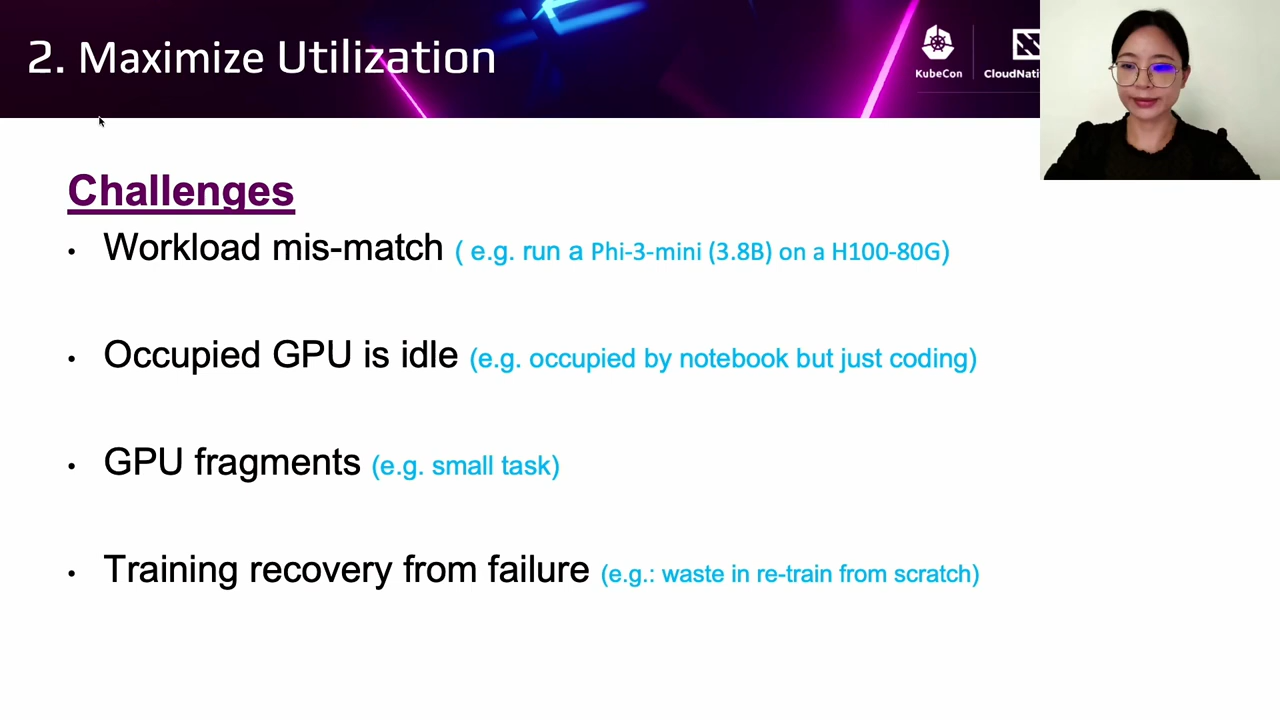 2. Maximize Utilization
KubeCon
CloudNati
Challenges
• Workload mis-match ( e.g. run a Phi-3-mini (3.8B) on a H100-80G)
• Occupied GPU is idle (e.g. occupied by notebook but just coding)
• GPU fragments (e.g. small task)
• Training recovery from failure (e.g.: waste in re-train from scratch)